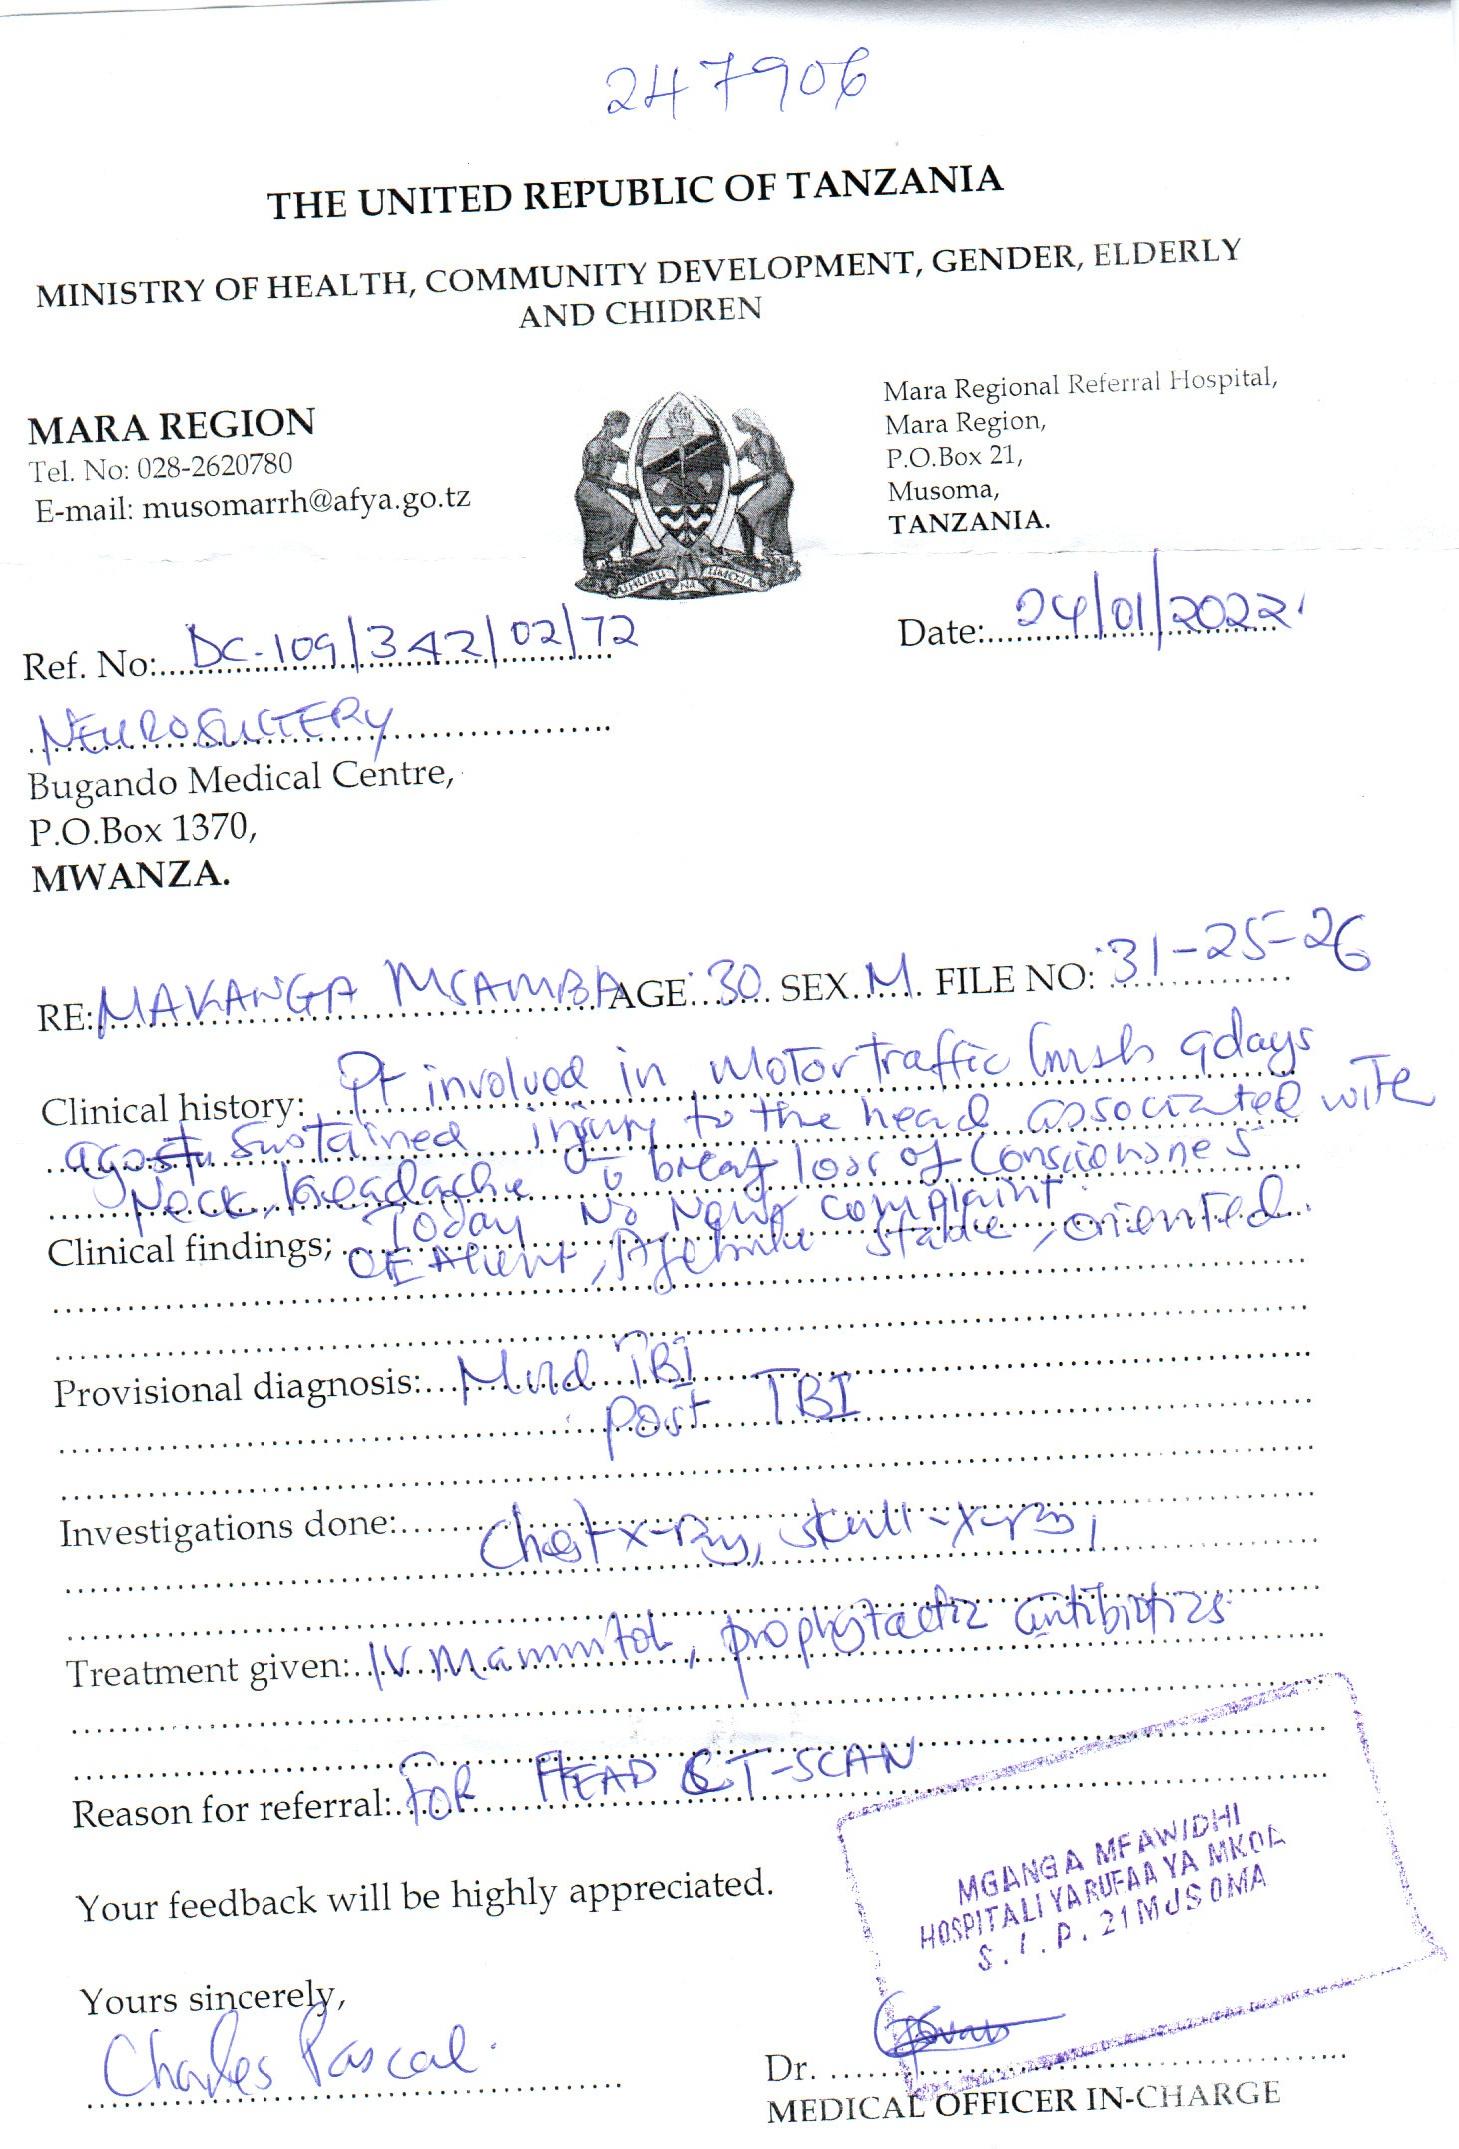 247906
THE UNITED REPUBLIC OF TANZANIA
MINISTRY OF HEALTH, COMMUNITY DEVELOPMENT, GENDER, ELDERLY
AND CHIDREN
MARA REGION
Tel. No: 028-2620780
E-mail: musomarrh@afya.go.tz
UHURU NA UMOJA
Mara Regional Referral Hospital,
Mara Region,
P.O.Box 21,
Musoma,
TANZANIA.
Ref. No: DC-109/342/02/72
Date: 24/01/2022
NEUROSUGERY
Bugando Medical Centre,
P.O.Box 1370,
MWANZA.
RE: MAKANGA MSAMBA AGE: 30 SEX. M. FILE NO: 31-25-26
Clinical history: Pt involved in Motor traffic 9days
ago sustained injury to the head associated with
Neck, headache breaf loss of Consciousnes
Today No New complaint.
Clinical findings; OE Alert, Afebrile stable, oriented.
Provisional diagnosis: Mild TBI
post TBI
Investigations done: Chest x-Ray, skull-x-ray,
Treatment given: IV mannitol, prophylactic antibiotics
Reason for referral: FOR HEAD CT-SCAN
Your feedback will be highly appreciated.
MGANGA MFAWIDHI
HOSPITALI YA RUFAA YA MKOA
S.L.P. 21 MUSOMA
Yours sincerely,
Charles Pascal.
Dr.
MEDICAL OFFICER IN-CHARGE